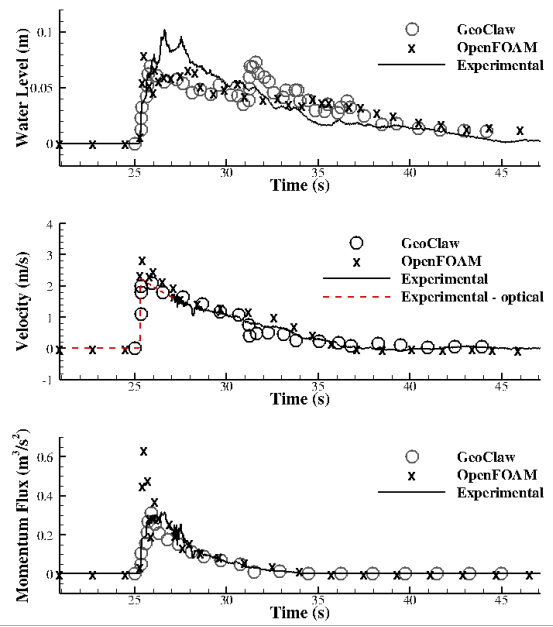 0.1
GeoClaw
OpenFOAM
Experimental
Water Level (m)
0.05
0
20 25 30 35 40 45
Time (s)
4
GeoClaw
3
OpenFOAM
Experimental
2
Experimental - optical
Velocity (m/s)
1
0
-1
25 30 35 40 45
Time (s)
GeoClaw
0.6
OpenFOAM
Experimental
Momentum Flux (m³/s²)
0.4
0.2
0
25 30 35 40 45
Time (s)